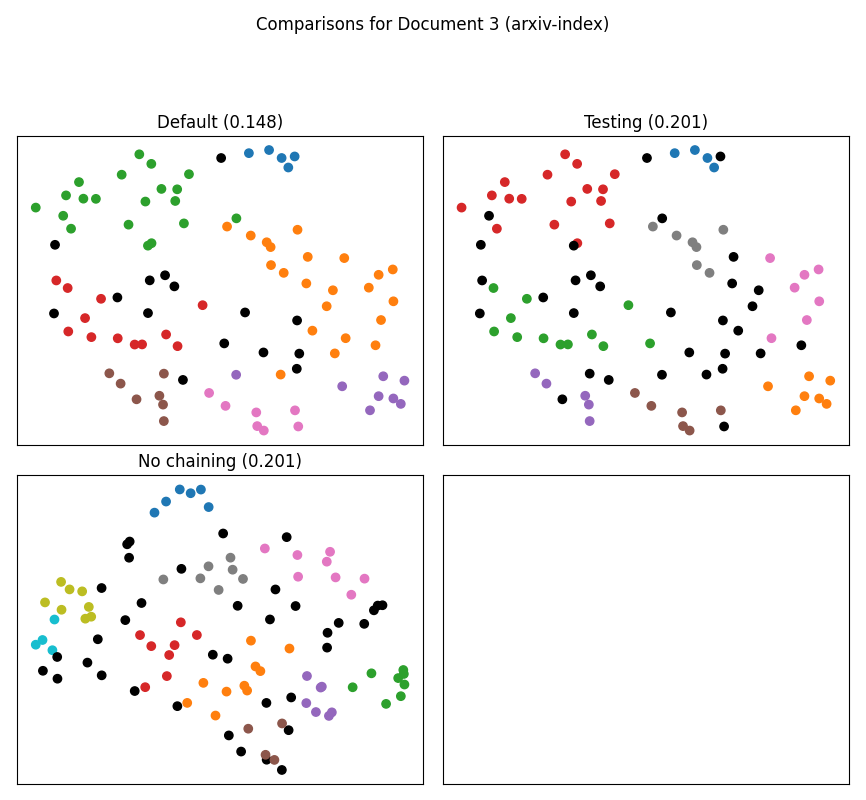 Comparisons for Document 3 (arxiv-index)
Default (0.148)
Testing (0.201)
No chaining (0.201)